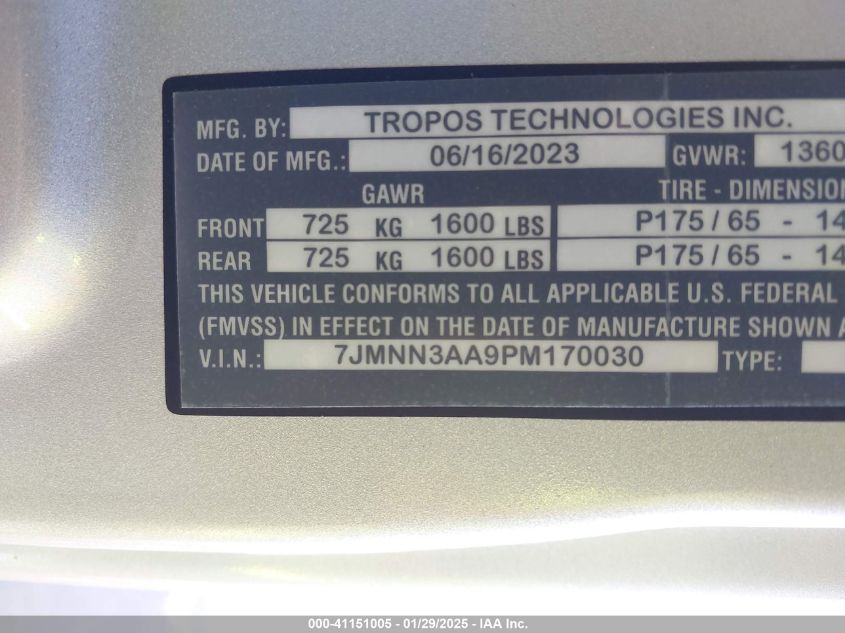 MFG. BY: TROPOS TECHNOLOGIES INC.
DATE OF MFG.: 06/16/2023 GVWR: 1360
GAWR TIRE - DIMENSION
FRONT 725 KG 1600 LBS P175 / 65 - 14
REAR 725 KG 1600 LBS P175 / 65 - 14
THIS VEHICLE CONFORMS TO ALL APPLICABLE U.S. FEDERAL
(FMVSS) IN EFFECT ON THE DATE OF MANUFACTURE SHOWN A
V.I.N.: 7JMNN3AA9PM170030 TYPE:
000-41151005 - 01/29/2025 - IAA Inc.